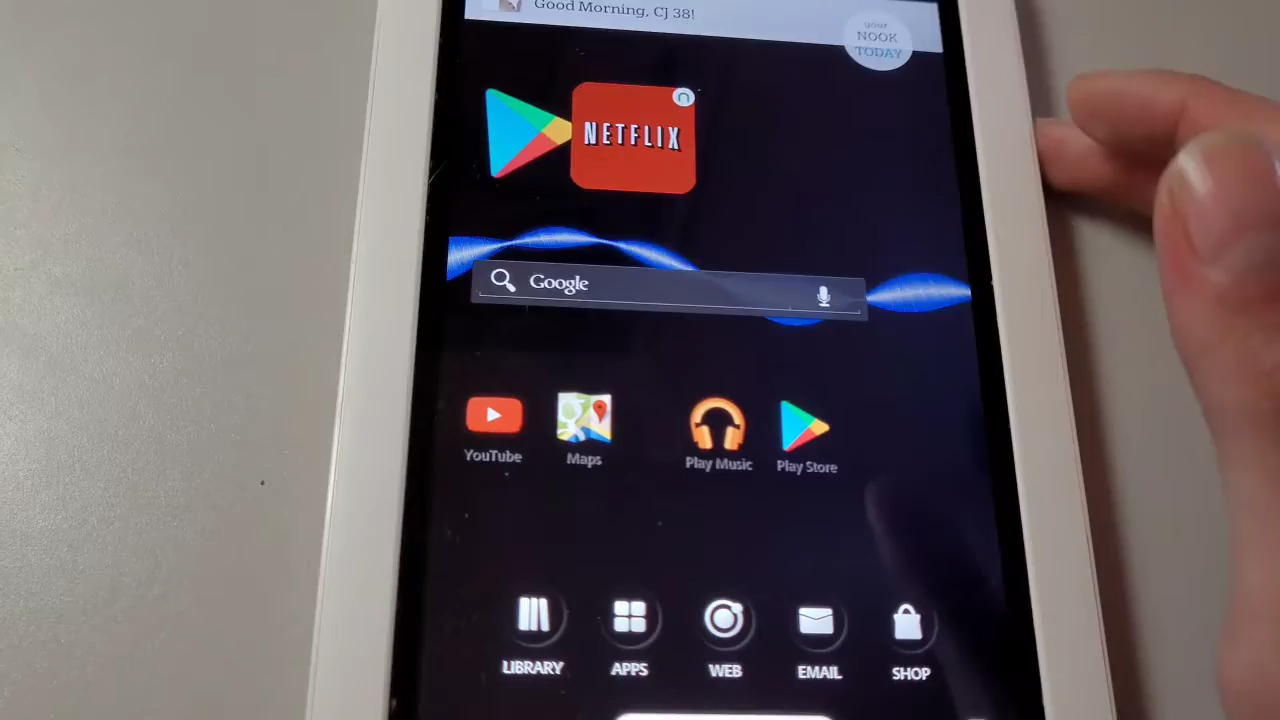 Good Morning, CJ 38!
your
NOOK
TODAY
NETFLIX
Google
YouTube
Maps
Play Music
Play Store
LIBRARY
APPS
WEB
EMAIL
SHOP